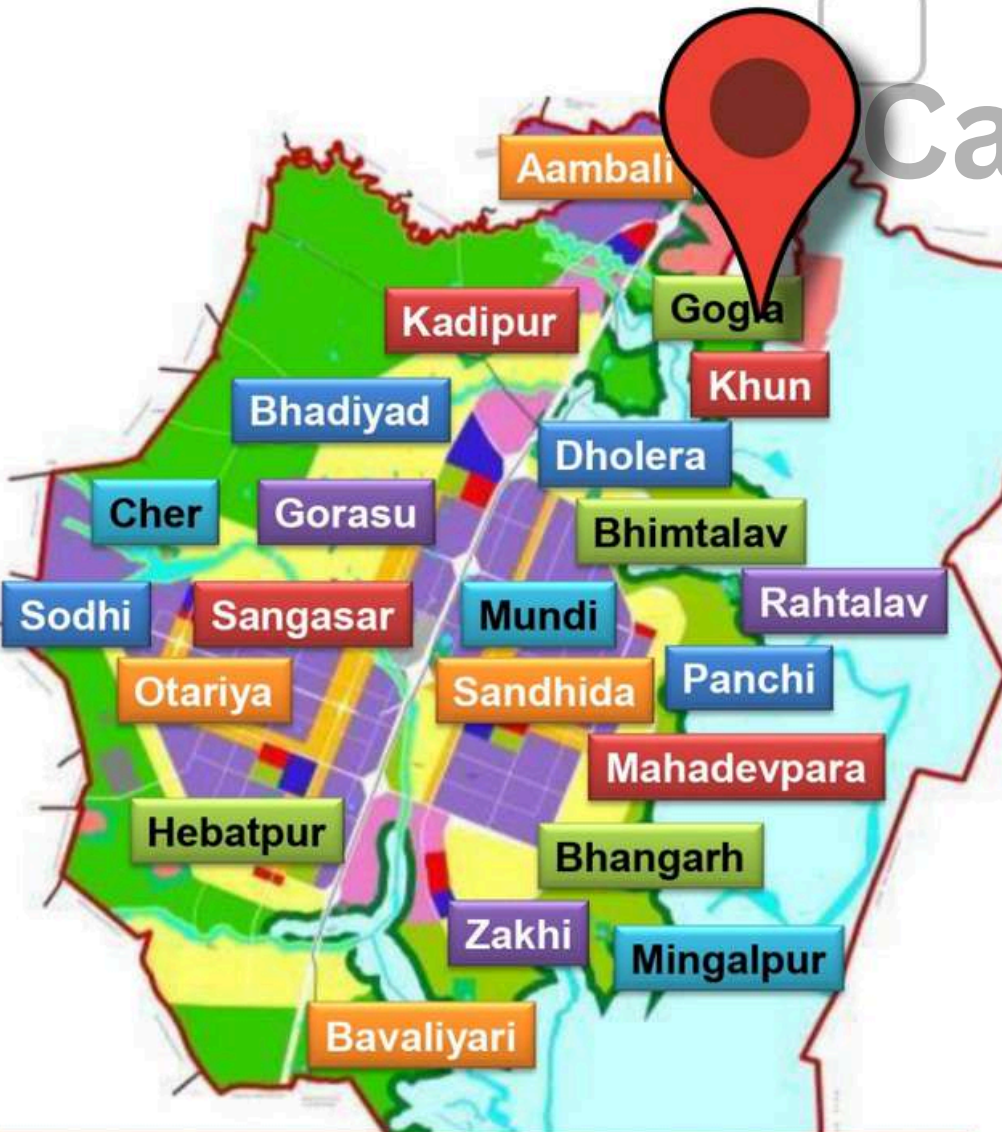 Ca
Aambali
Gogla
Kadipur
Khun
Bhadiyad
Dholera
Cher
Gorasu
Bhimtalav
Sodhi
Sangasar
Mundi
Rahtalav
Otariya
Sandhida
Panchi
Mahadevpara
Hebatpur
Bhangarh
Zakhi
Mingalpur
Bavaliyari